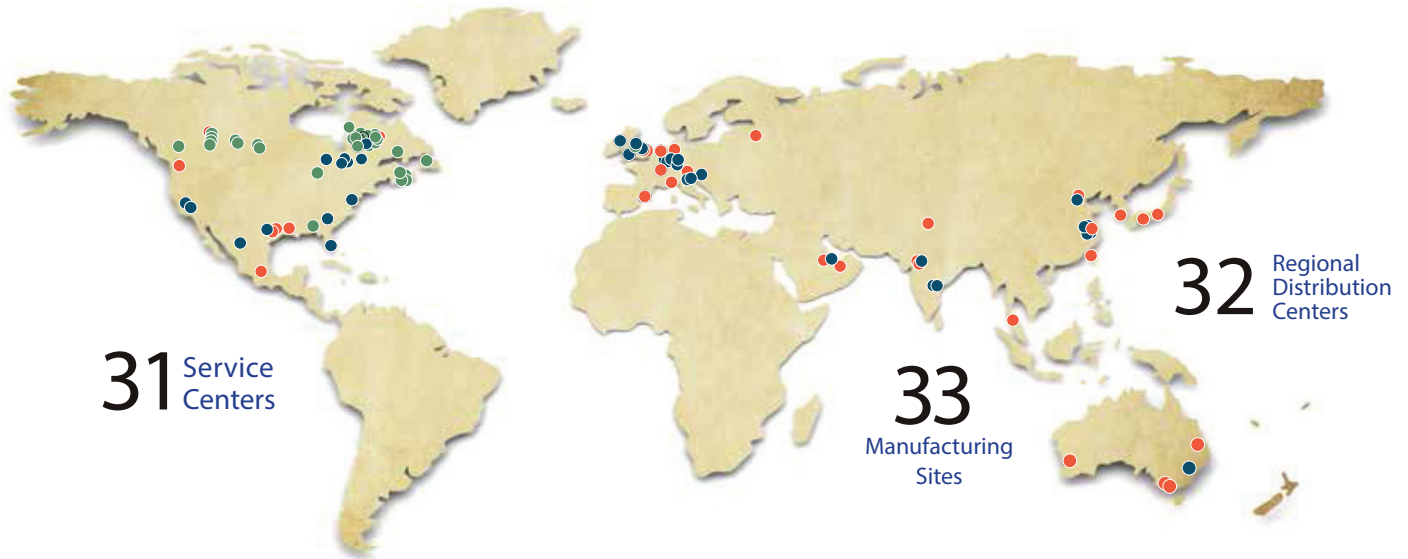 31 Service
Centers
33
Manufacturing
Sites
32 Regional
Distribution
Centers